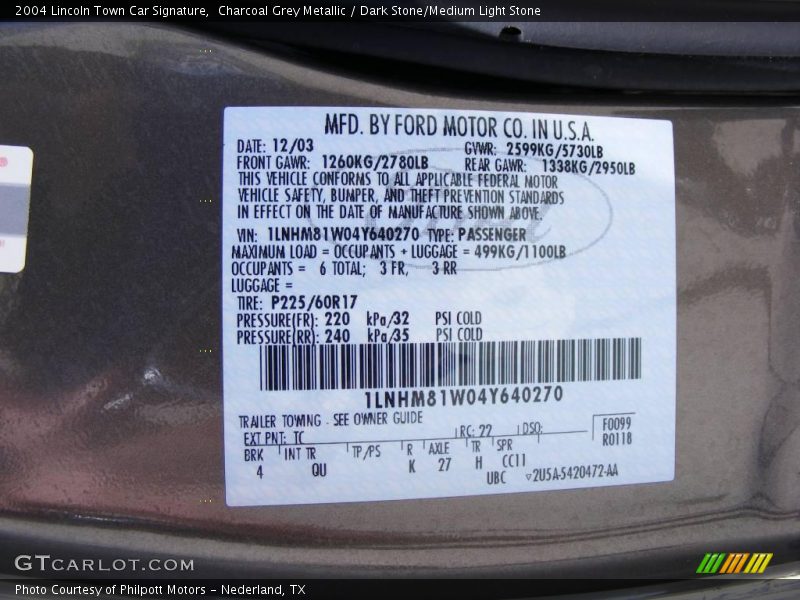 2004 Lincoln Town Car Signature,  Charcoal Grey Metallic / Dark Stone/Medium Light Stone
MFD. BY FORD MOTOR CO. IN U.S.A.
DATE: 12/03 GVWR: 2599KG/5730LB
FRONT GAWR: 1260KG/2780LB REAR GAWR: 1338KG/2950LB
THIS VEHICLE CONFORMS TO ALL APPLICABLE FEDERAL MOTOR
VEHICLE SAFETY, BUMPER, AND THEFT PREVENTION STANDARDS
IN EFFECT ON THE DATE OF MANUFACTURE SHOWN ABOVE.
VIN: 1LNHM81W04Y640270 TYPE: PASSENGER
MAXIMUM LOAD = OCCUPANTS + LUGGAGE = 499KG/1100LB
OCCUPANTS = 6 TOTAL; 3 FR, 3 RR
LUGGAGE =
TIRE: P225/60R17
PRESSURE(FR): 220 kPa/32 PSI COLD
PRESSURE(RR): 240 kPa/35 PSI COLD
1LNHM81W04Y640270
TRAILER TOWING - SEE OWNER GUIDE
EXT PNT: TC RC: 22 DSO: F0099
R0118
BRK INT TR TP/PS R AXLE TR SPR
4 QU K 27 H CC11
UBC ▽2U5A-5420472-AA
GTCARLOT.COM
Photo Courtesy of Philpott Motors - Nederland, TX